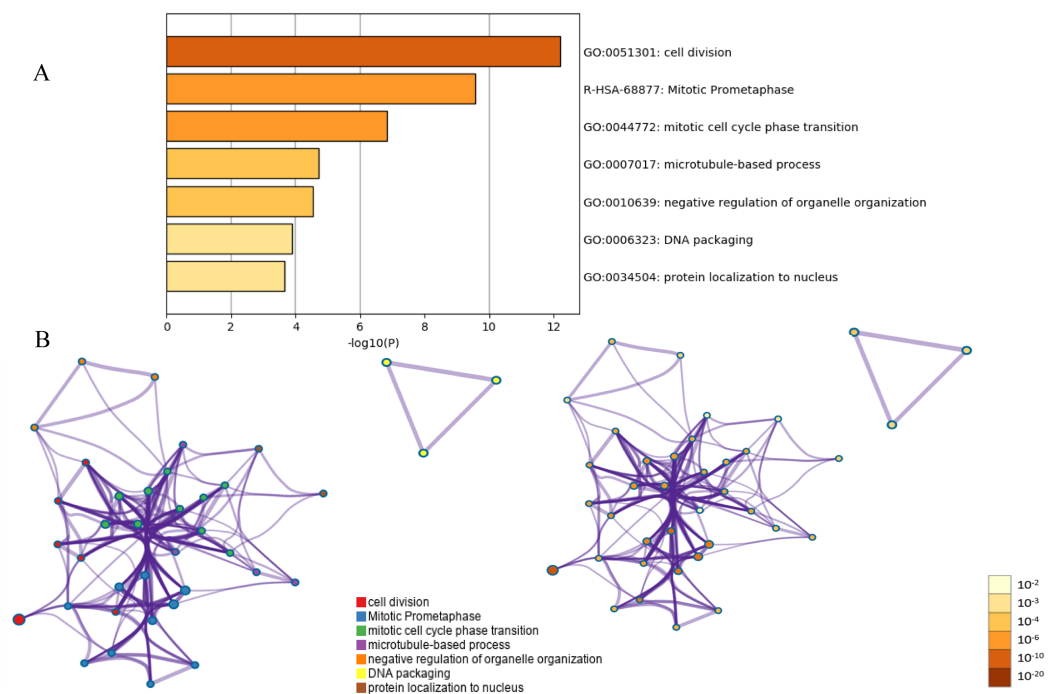 A
GO:0051301: cell division
R-HSA-68877: Mitotic Prometaphase
GO:0044772: mitotic cell cycle phase transition
GO:0007017: microtubule-based process
GO:0010639: negative regulation of organelle organization
GO:0006323: DNA packaging
GO:0034504: protein localization to nucleus
0 2 4 6 8 10 12
-log10(P)
B
cell division
Mitotic Prometaphase
mitotic cell cycle phase transition
microtubule-based process
negative regulation of organelle organization
DNA packaging
protein localization to nucleus
10⁻²
10⁻³
10⁻⁴
10⁻⁶
10⁻¹⁰
10⁻²⁰